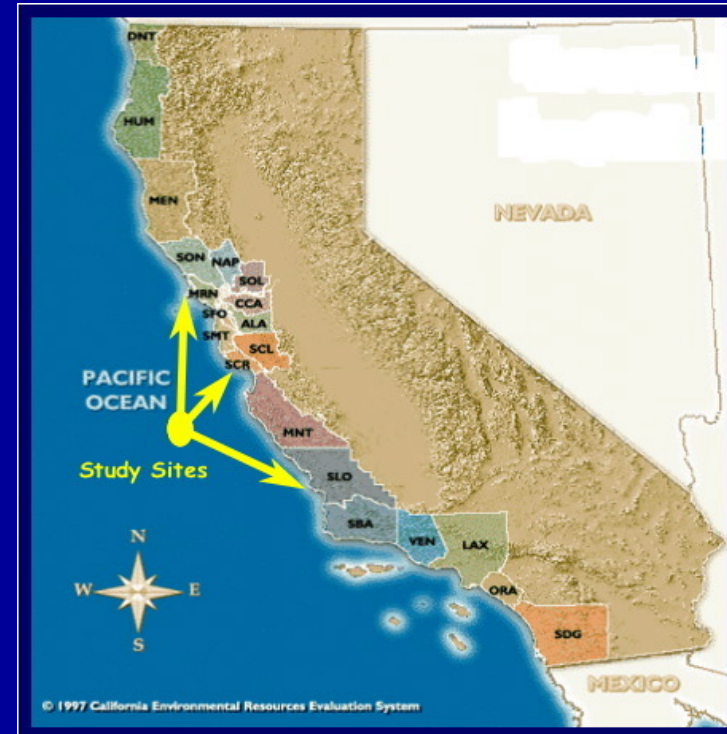 DNT
HUM
MEN
NEVADA
SON
NAP
SOL
MRN
CCA
SFO
ALA
SMT
SCL
SCR
PACIFIC
OCEAN
MNT
Study Sites
SLO
SBA
VEN
LAX
N
W
E
S
ORA
SDG
MEXICO
© 1997 California Environmental Resources Evaluation System